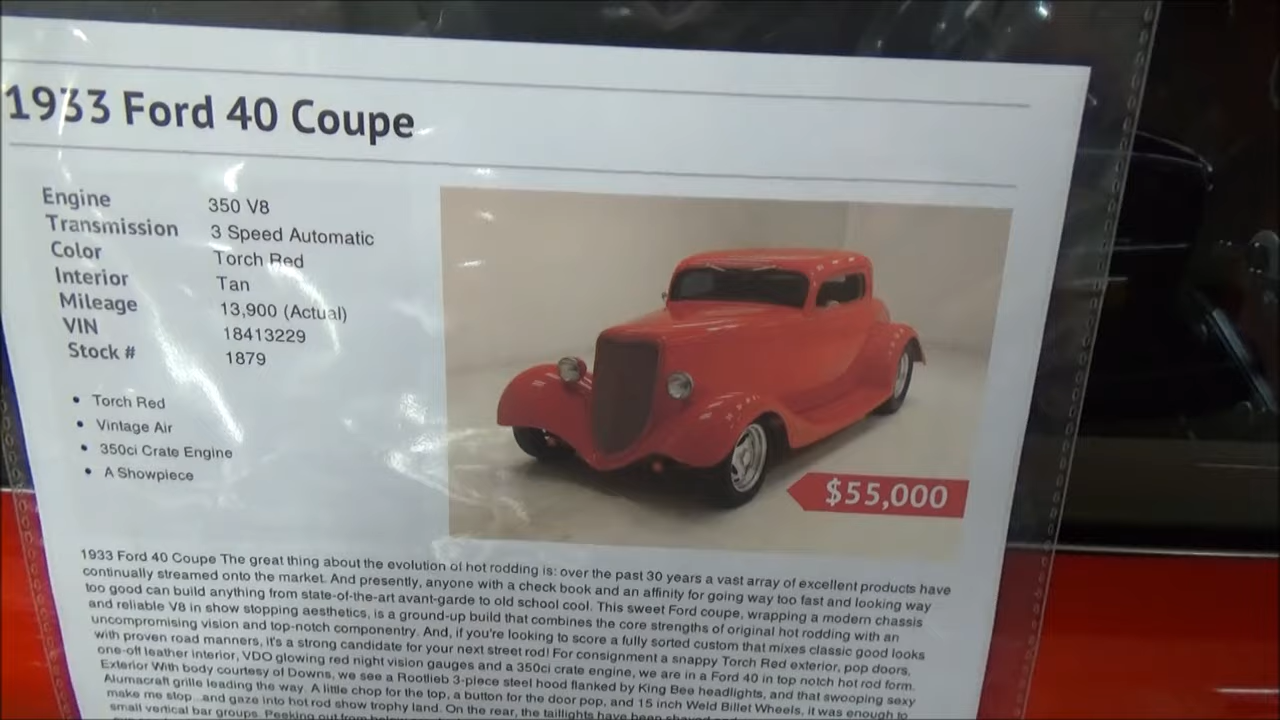 1933 Ford 40 Coupe
Engine 350 V8
Transmission 3 Speed Automatic
Color Torch Red
Interior Tan
Mileage 13,900 (Actual)
VIN 18413229
Stock # 1879
• Torch Red
• Vintage Air
• 350ci Crate Engine
• A Showpiece
$55,000
1933 Ford 40 Coupe The great thing about the evolution of hot rodding is: over the past 30 years a vast array of excellent products have
continually streamed onto the market. And presently, anyone with a check book and an affinity for going way too fast and looking way
too good can build anything from state-of-the-art avant-garde to old school cool. This sweet Ford coupe, wrapping a modern chassis
and reliable V8 in show stopping aesthetics, is a ground-up build that combines the core strengths of original hot rodding with an
uncompromising vision and top-notch componentry. And, if you're looking to score a fully sorted custom that mixes classic good looks
with proven road manners, it's a strong candidate for your next street rod! For consignment a snappy Torch Red exterior, pop doors,
one-off leather interior, VDO glowing red night vision gauges and a 350ci crate engine, we are in a Ford 40 in top notch hot rod form.
Exterior With body courtesy of Downs, we see a Rootlieb 3-piece steel hood flanked by King Bee headlights, and that swooping sexy
Alumacraft grille leading the way. A little chop for the top, a button for the door pop, and 15 inch Weld Billet Wheels, it was enough to
make me stop...and gaze into hot rod show trophy land. On the rear, the taillights have been shaved and
small vertical bar groups. Peeking out from below